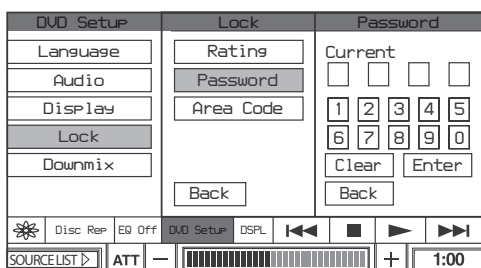 DVD Setup Lock Password
Language Rating Current
Audio Password
Display Area Code 1 2 3 4 5
Lock 6 7 8 9 0
Downmix Clear Enter
Back Back
Disc Rep EQ Off DVD Setup DSPL
SOURCE LIST ATT − + 1:00